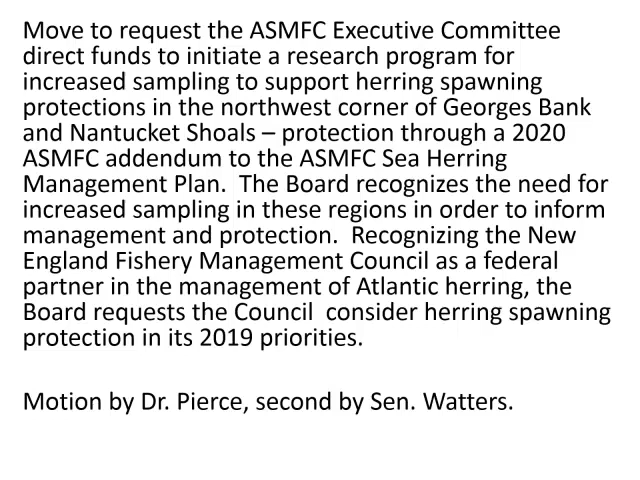 Move to request the ASMFC Executive Committee
direct funds to initiate a research program for
increased sampling to support herring spawning
protections in the northwest corner of Georges Bank
and Nantucket Shoals – protection through a 2020
ASMFC addendum to the ASMFC Sea Herring
Management Plan.  The Board recognizes the need for
increased sampling in these regions in order to inform
management and protection.  Recognizing the New
England Fishery Management Council as a federal
partner in the management of Atlantic herring, the
Board requests the Council  consider herring spawning
protection in its 2019 priorities.

Motion by Dr. Pierce, second by Sen. Watters.